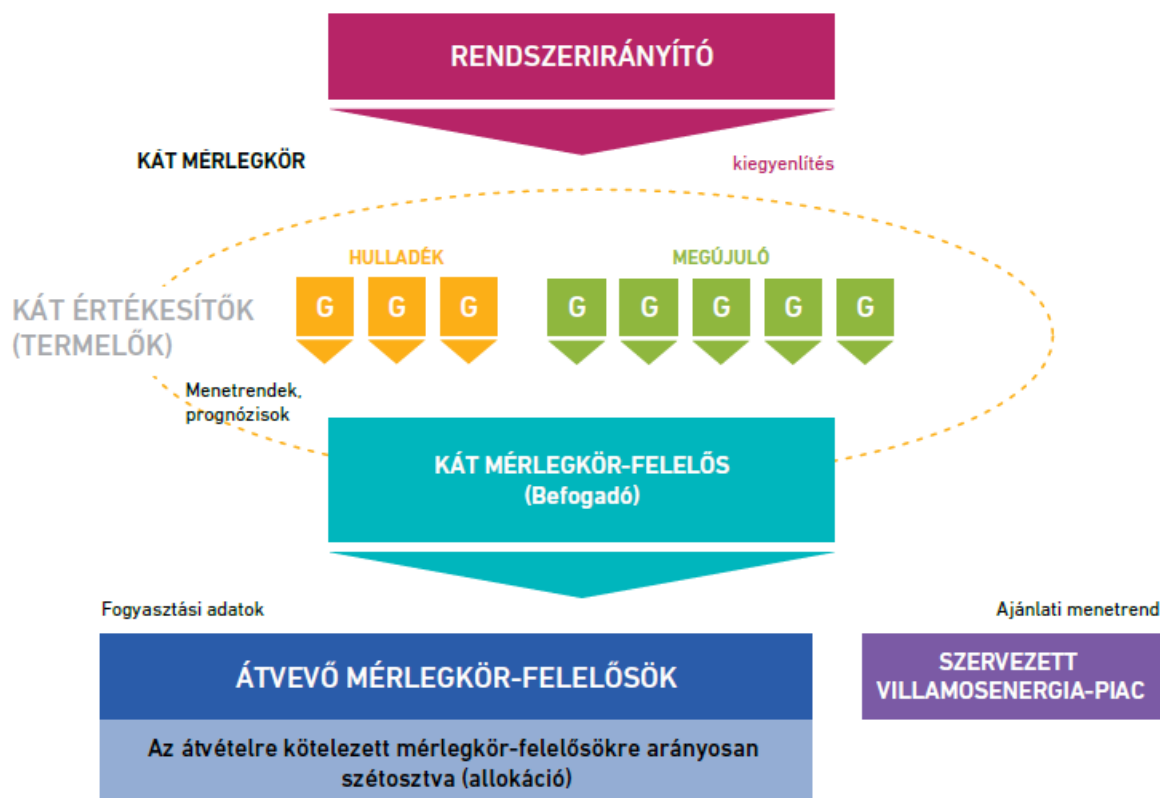 RENDSZERIRÁNYÍTÓ
KÁT MÉRLEGKÖR
kiegyenlítés
HULLADÉK
MEGÚJULÓ
G G G G G G G G
KÁT ÉRTÉKESÍTŐK
(TERMELŐK)
Menetrendek,
prognózisok
KÁT MÉRLEGKÖR-FELELŐS
(Befogadó)
Fogyasztási adatok
Ajánlati menetrend
ÁTVEVŐ MÉRLEGKÖR-FELELŐSÖK
SZERVEZETT
VILLAMOSENERGIA-PIAC
Az átvételre kötelezett mérlegkör-felelősökre arányosan
szétosztva (allokáció)